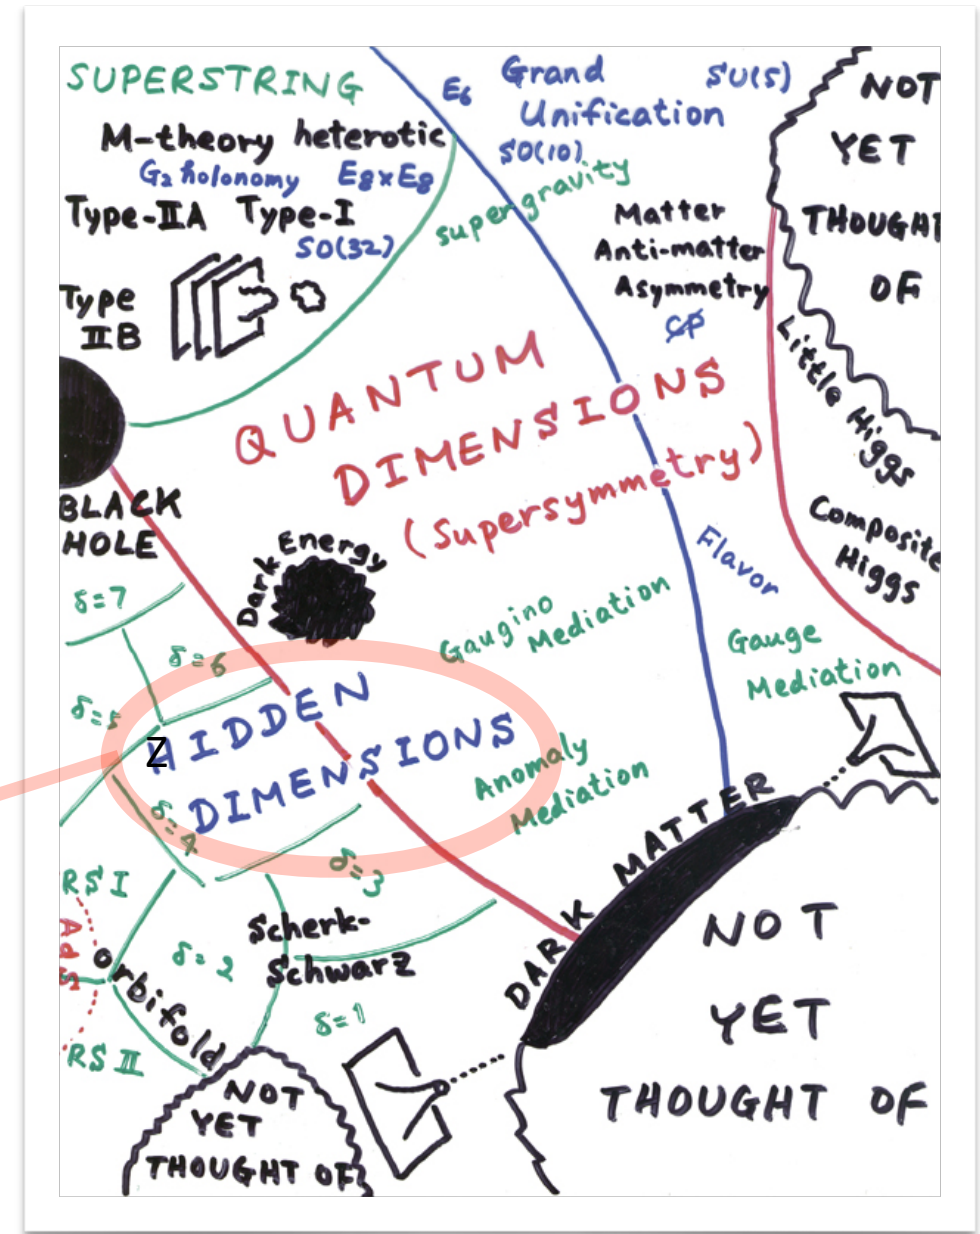 SUPERSTRING
M-theory heterotic
G₂ holonomy E₈×E₈
Type-IIA Type-I
SO(32)
Type
IIB
E₆
Grand
Unification
SU(5)
SO(10)
supergravity
Matter
Anti-matter
Asymmetry
CP
NOT
YET
THOUGHT
OF
Little Higgs
Composite
Higgs
QUANTUM
DIMENSIONS
(Supersymmetry)
BLACK
HOLE
Dark Energy
Flavor
Gaugino
Mediation
Gauge
Mediation
δ=7
δ=6
δ=5
Z
HIDDEN
DIMENSIONS
Anomaly
Mediation
δ=4
δ=3
DARK MATTER
RS I
AdS
orbifold
δ=2
Scherk-
Schwarz
δ=1
RS II
NOT
YET
THOUGHT OF
NOT
YET
THOUGHT OF